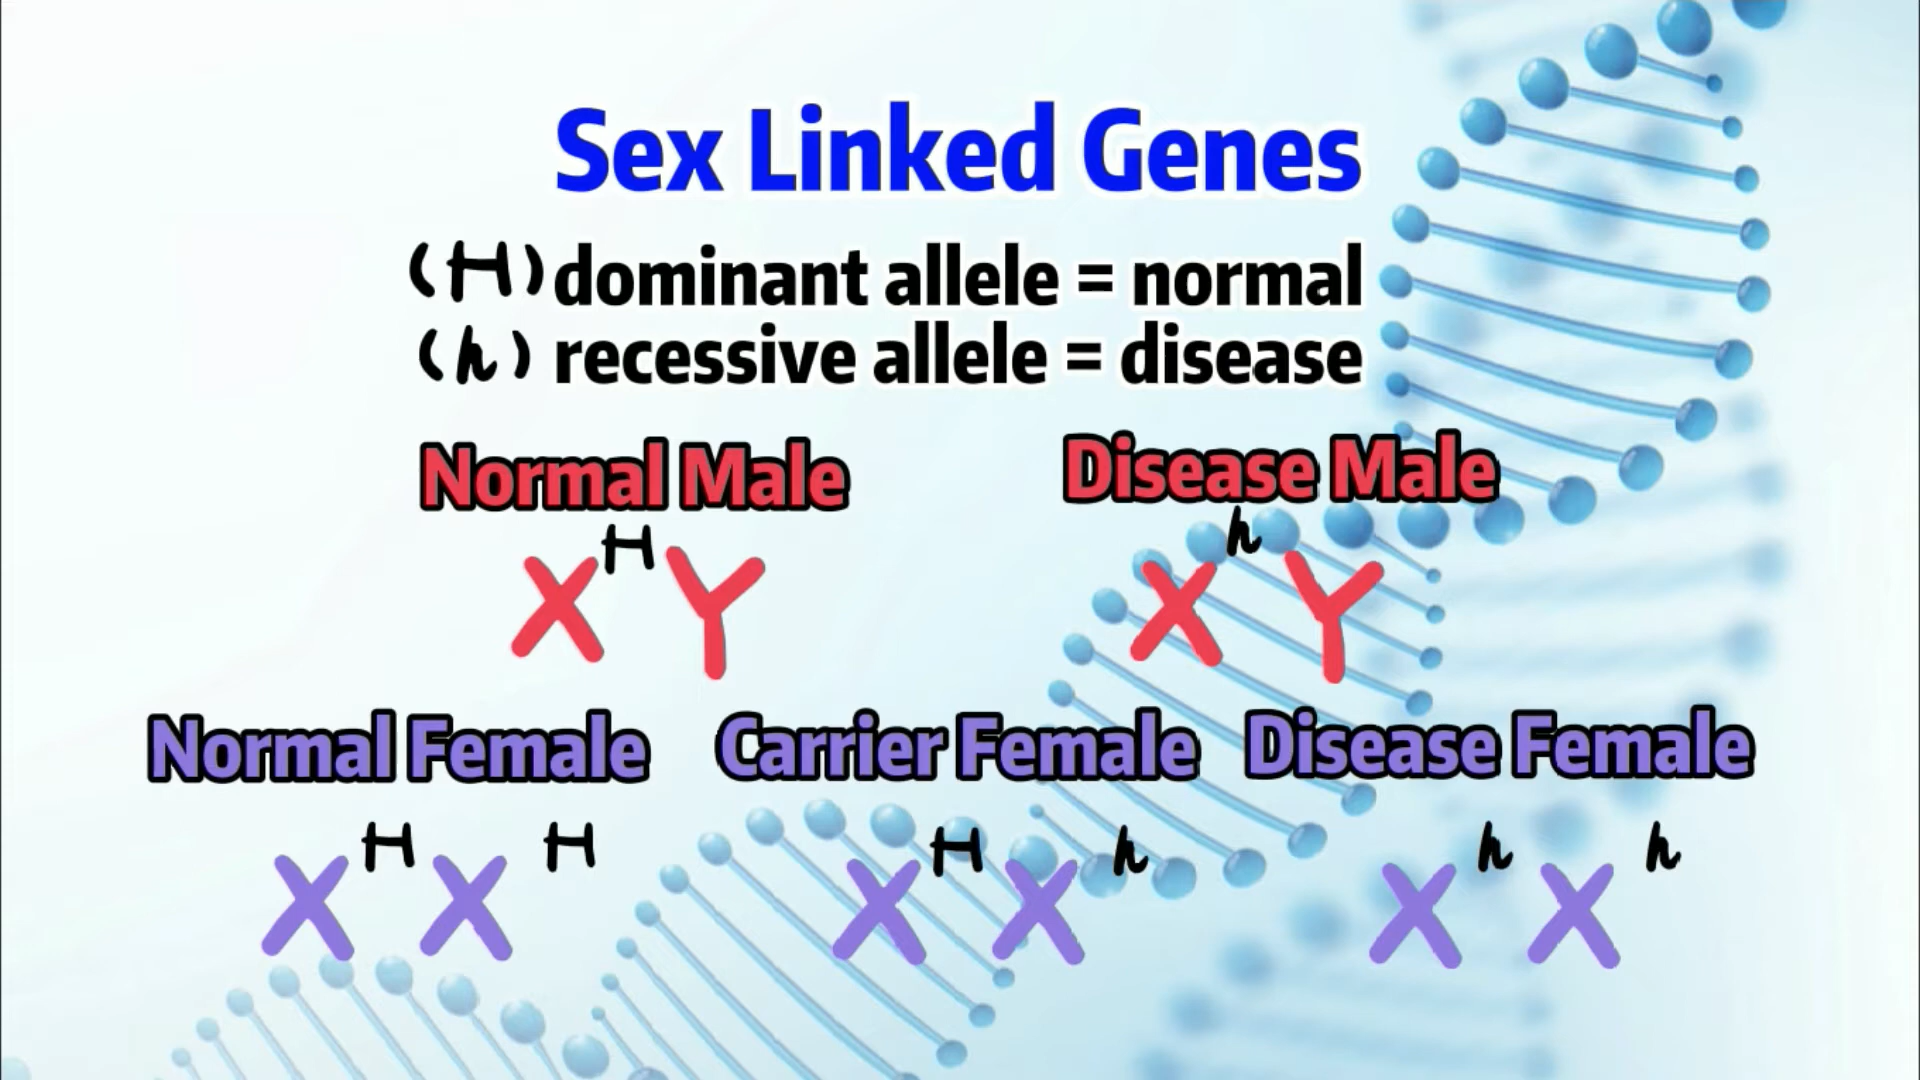 Sex Linked Genes
(H) dominant allele = normal
(h) recessive allele = disease
Normal Male Disease Male
X^H Y X^h Y
Normal Female Carrier Female Disease Female
X^H X^H X^H X^h X^h X^h